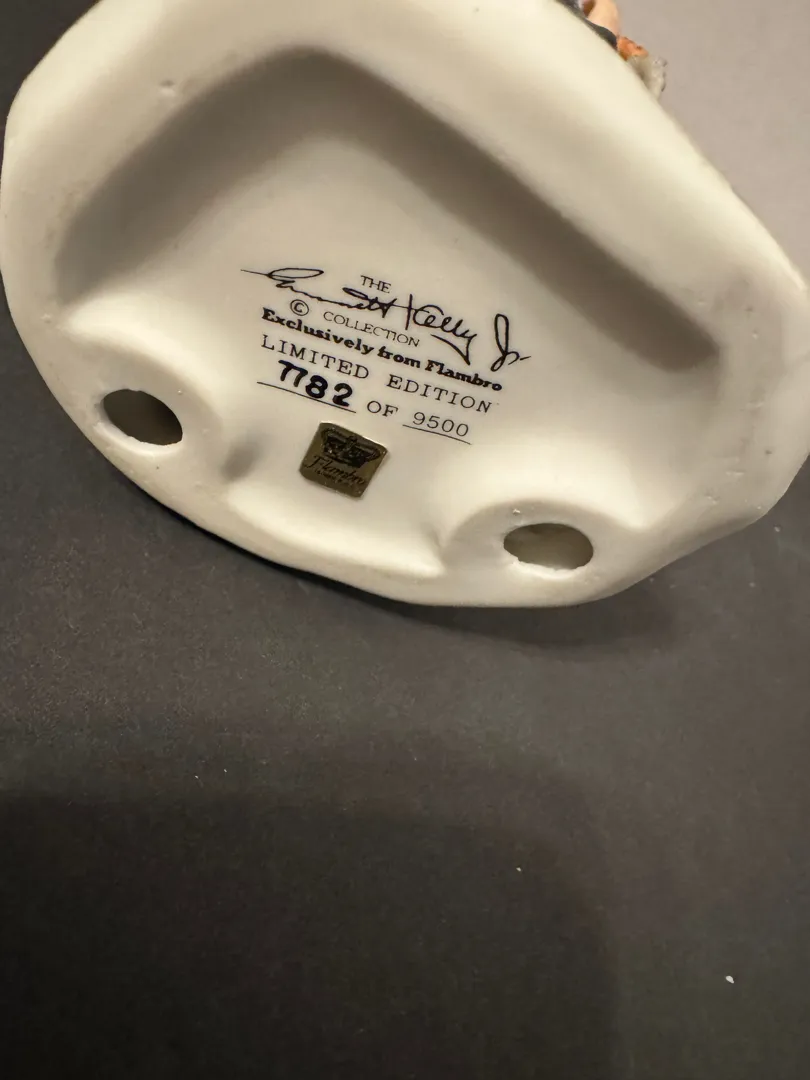 THE
Emmett Kelly Jr.
© COLLECTION
Exclusively from Flambro
LIMITED EDITION
7782 OF 9500
Flambro